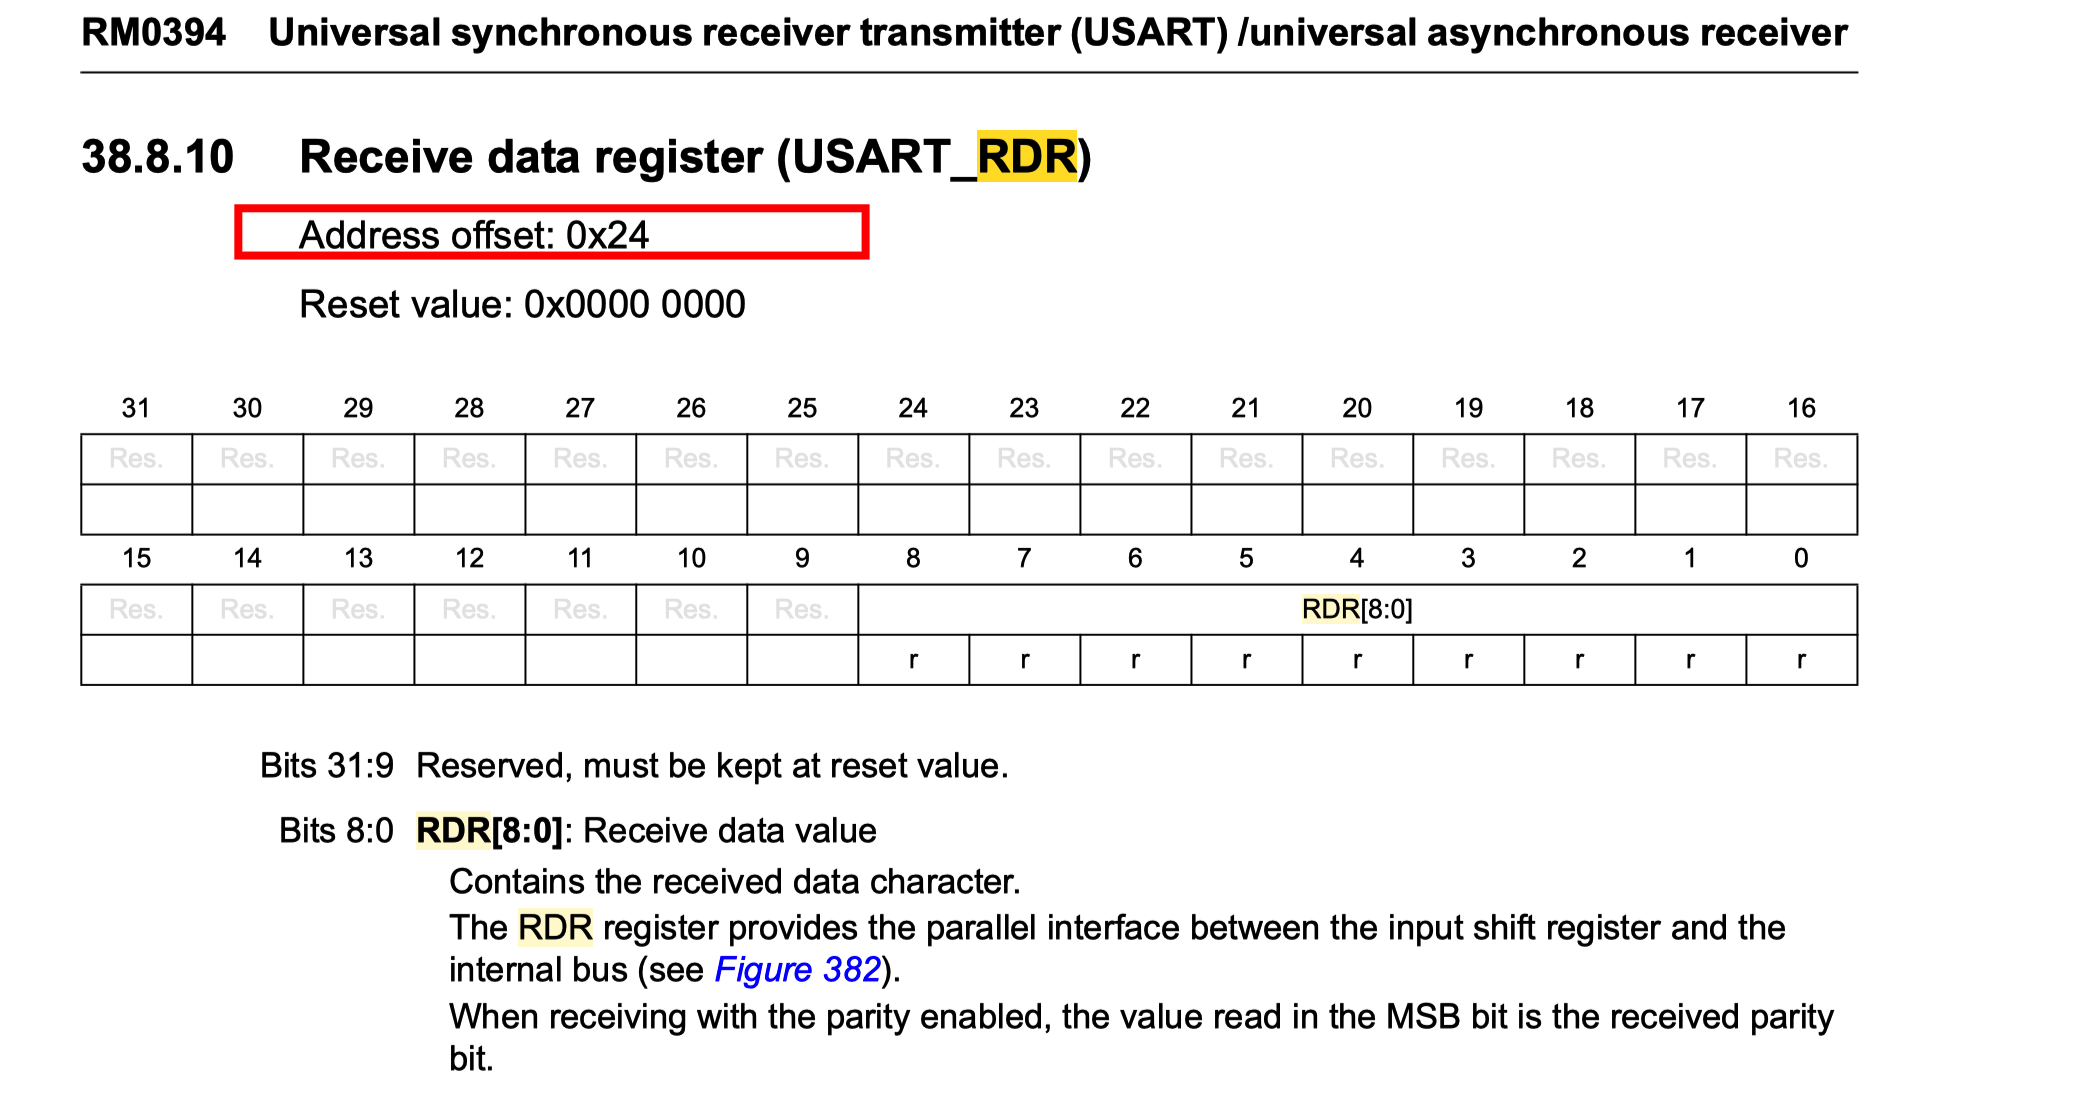 RM0394 Universal synchronous receiver transmitter (USART) /universal asynchronous receiver
38.8.10 Receive data register (USART_RDR)
Address offset: 0x24
Reset value: 0x0000 0000
31 30 29 28 27 26 25 24 23 22 21 20 19 18 17 16
Res. Res. Res. Res. Res. Res. Res. Res. Res. Res. Res. Res. Res. Res. Res. Res.
15 14 13 12 11 10 9 8 7 6 5 4 3 2 1 0
Res. Res. Res. Res. Res. Res. Res. RDR[8:0]
r r r r r r r r r
Bits 31:9 Reserved, must be kept at reset value.
Bits 8:0 RDR[8:0]: Receive data value
Contains the received data character.
The RDR register provides the parallel interface between the input shift register and the
internal bus (see Figure 382).
When receiving with the parity enabled, the value read in the MSB bit is the received parity
bit.